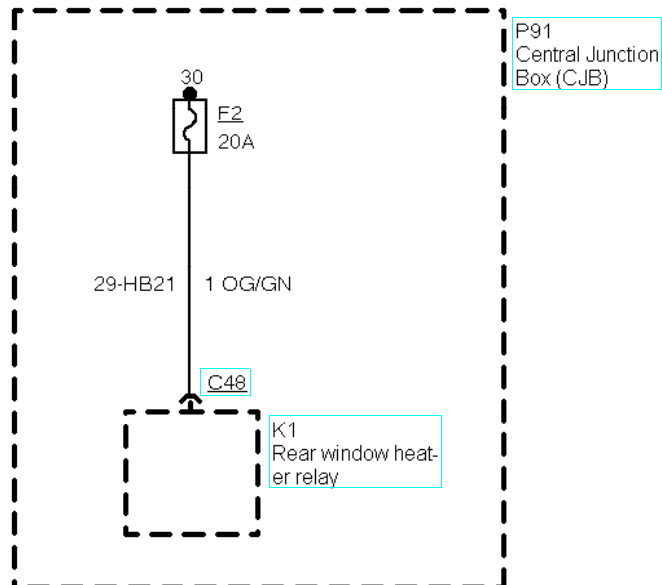 P91
Central Junction
Box (CJB)
30
F2
20A
29-HB21 1 OG/GN
C48
K1
Rear window heat-
er relay